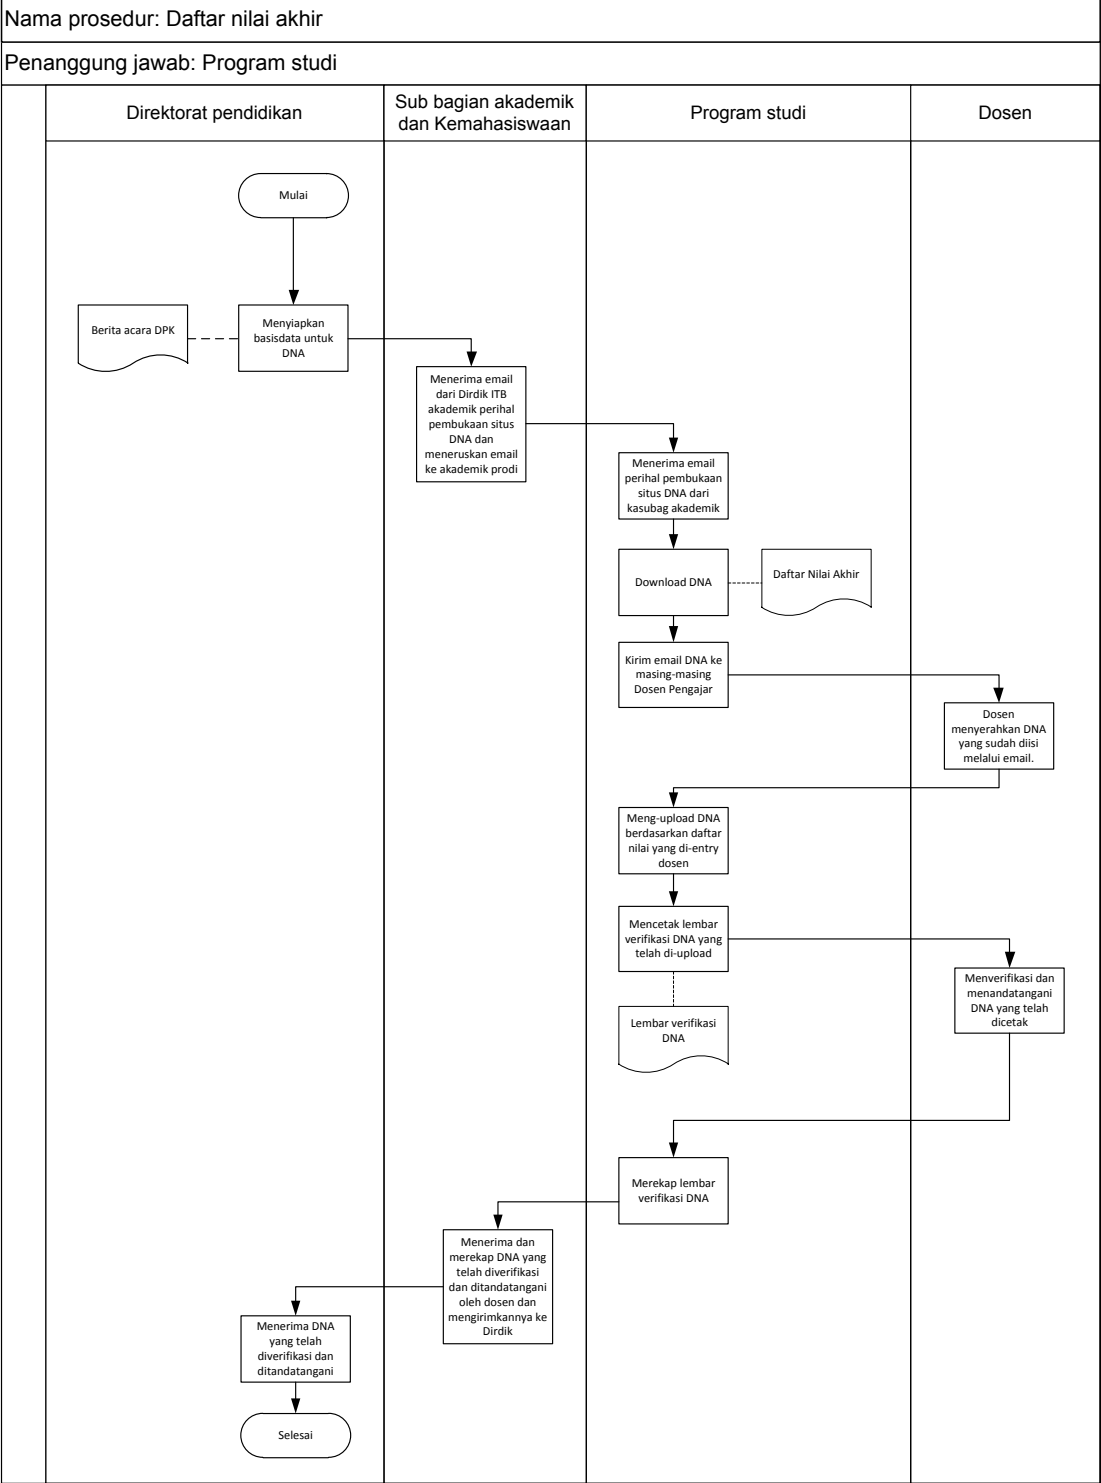 Nama prosedur: Daftar nilai akhir
Penanggung jawab: Program studi
Direktorat pendidikan
Sub bagian akademik
dan Kemahasiswaan
Program studi
Dosen
Mulai
Berita acara DPK
Menyiapkan
basisdata untuk
DNA
Menerima email
dari Dirdik ITB
akademik perihal
pembukaan situs
DNA dan
meneruskan email
ke akademik prodi
Menerima email
perihal pembukaan
situs DNA dari
kasubag akademik
Download DNA
Daftar Nilai Akhir
Kirim email DNA ke
masing-masing
Dosen Pengajar
Dosen
menyerahkan DNA
yang sudah diisi
melalui email.
Meng-upload DNA
berdasarkan daftar
nilai yang di-entry
dosen
Mencetak lembar
verifikasi DNA yang
telah di-upload
Menverifikasi dan
menandatangani
DNA yang telah
dicetak
Lembar verifikasi
DNA
Merekap lembar
verifikasi DNA
Menerima dan
merekap DNA yang
telah diverifikasi
dan ditandatangani
oleh dosen dan
mengirimkannya ke
Dirdik
Menerima DNA
yang telah
diverifikasi dan
ditandatangani
Selesai